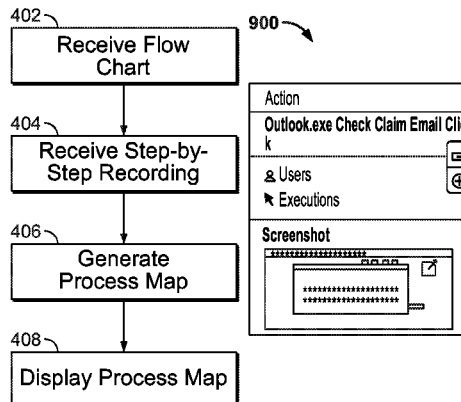 402
Receive Flow
Chart
404
Receive Step-by-
Step Recording
406
Generate
Process Map
408
Display Process Map
900
Action
Outlook.exe Check Claim Email Clic
k
Users
Executions
Screenshot
********************
********************
********************